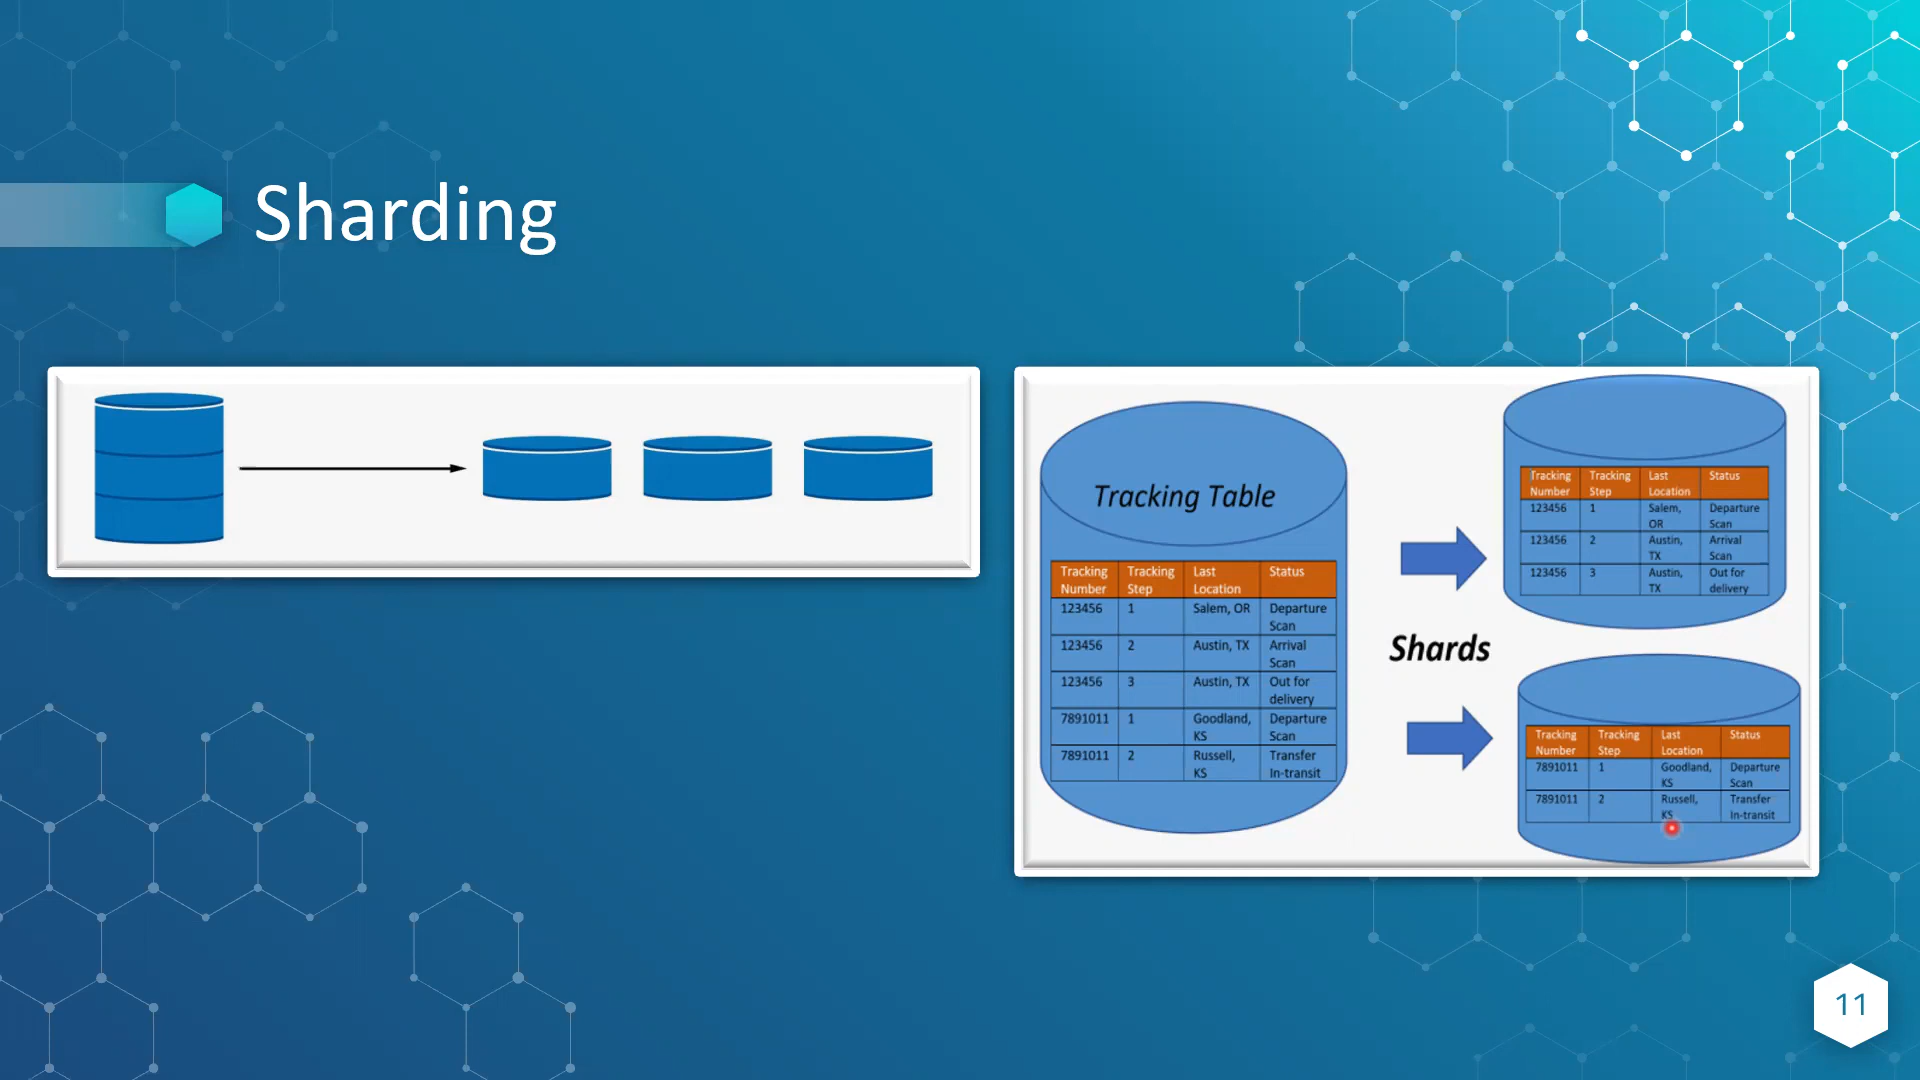 Sharding
Tracking Table
Tracking Tracking Last Status
Number Step Location
123456 1 Salem, OR Departure
Scan
123456 2 Austin, TX Arrival
Scan
123456 3 Austin, TX Out for
delivery
7891011 1 Goodland, Departure
KS Scan
7891011 2 Russell, Transfer
KS In-transit
Shards
Tracking Tracking Last Status
Number Step Location
123456 1 Salem, Departure
OR Scan
123456 2 Austin, Arrival
TX Scan
123456 3 Austin, Out for
TX delivery
Tracking Tracking Last Status
Number Step Location
7891011 1 Goodland, Departure
KS Scan
7891011 2 Russell, Transfer
KS In-transit
11